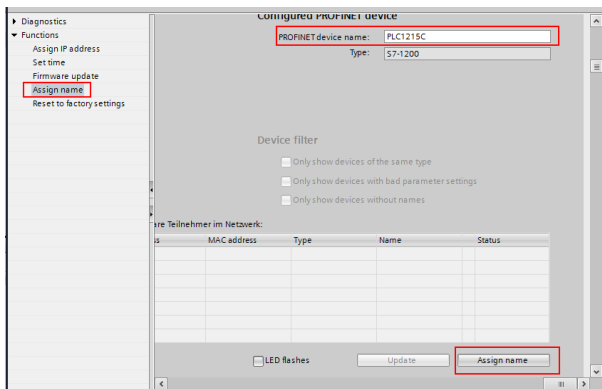 Diagnostics
Functions
Assign IP address
Set time
Firmware update
Assign name
Reset to factory settings
Configured PROFINET device
PROFINET device name: PLC1215C
Type: S7-1200
Device filter
Only show devices of the same type
Only show devices with bad parameter settings
Only show devices without names
are Teilnehmer im Netzwerk:
ss MAC address Type Name Status
LED flashes Update Assign name